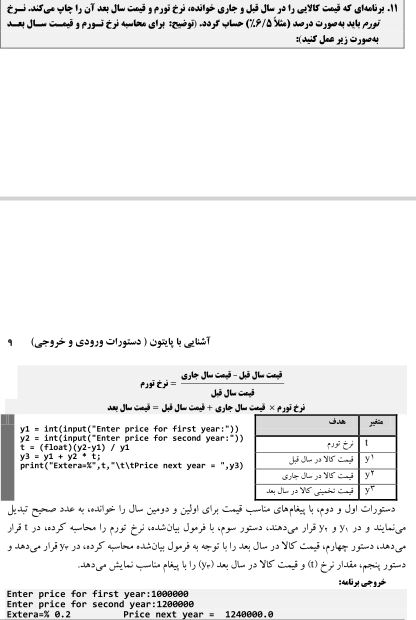 ۱۱. برنامه‌ای که قیمت کالایی را در سال قبل و جاری خوانده، نرخ تورم و قیمت سال بعد آن را چاپ می‌کند. نـرخ
تورم باید به‌صورت درصد (مثلاً ۶/۵٪) حساب گردد. (توضیح: برای محاسبه نرخ تـورم و قیمـت سـال بعـد
به‌صورت زیر عمل کنید):
آشنایی با پایتون ( دستورات ورودی و خروجی) ۹
قیمت سال قبل - قیمت سال جاری
نرخ تورم =
قیمت سال قبل
نرخ تورم × قیمت سال جاری + قیمت سال قبل = قیمت سال بعد
متغیر هدف
t نرخ تورم
y۱ قیمت کالا در سال قبل
y۲ قیمت کالا در سال جاری
y۳ قیمت تخمینی کالا در سال بعد
y1 = int(input("Enter price for first year:"))
y2 = int(input("Enter price for second year:"))
t = (float)(y2-y1) / y1
y3 = y1 + y2 * t;
print("Extera=%",t,"\t\tPrice next year = ",y3)
دستورات اول و دوم، با پیغام‌های مناسب قیمت برای اولین و دومین سال را خوانده، به عدد صحیح تبدیل
می‌نمایند و در y۱ و y۲ قرار می‌دهند، دستور سوم، با فرمول بیان‌شده، نرخ تورم را محاسبه کرده، در t قرار
می‌دهد، دستور چهارم، قیمت کالا در سال بعد را با توجه به فرمول بیان‌شده محاسبه کرده، در y۳ قرار می‌دهد و
دستور پنجم، مقدار نرخ (t) و قیمت کالا در سال بعد (y۳) را با پیغام مناسب نمایش می‌دهد.
خروجی برنامه:
Enter price for first year:1000000
Enter price for second year:1200000
Extera=% 0.2 Price next year = 1240000.0